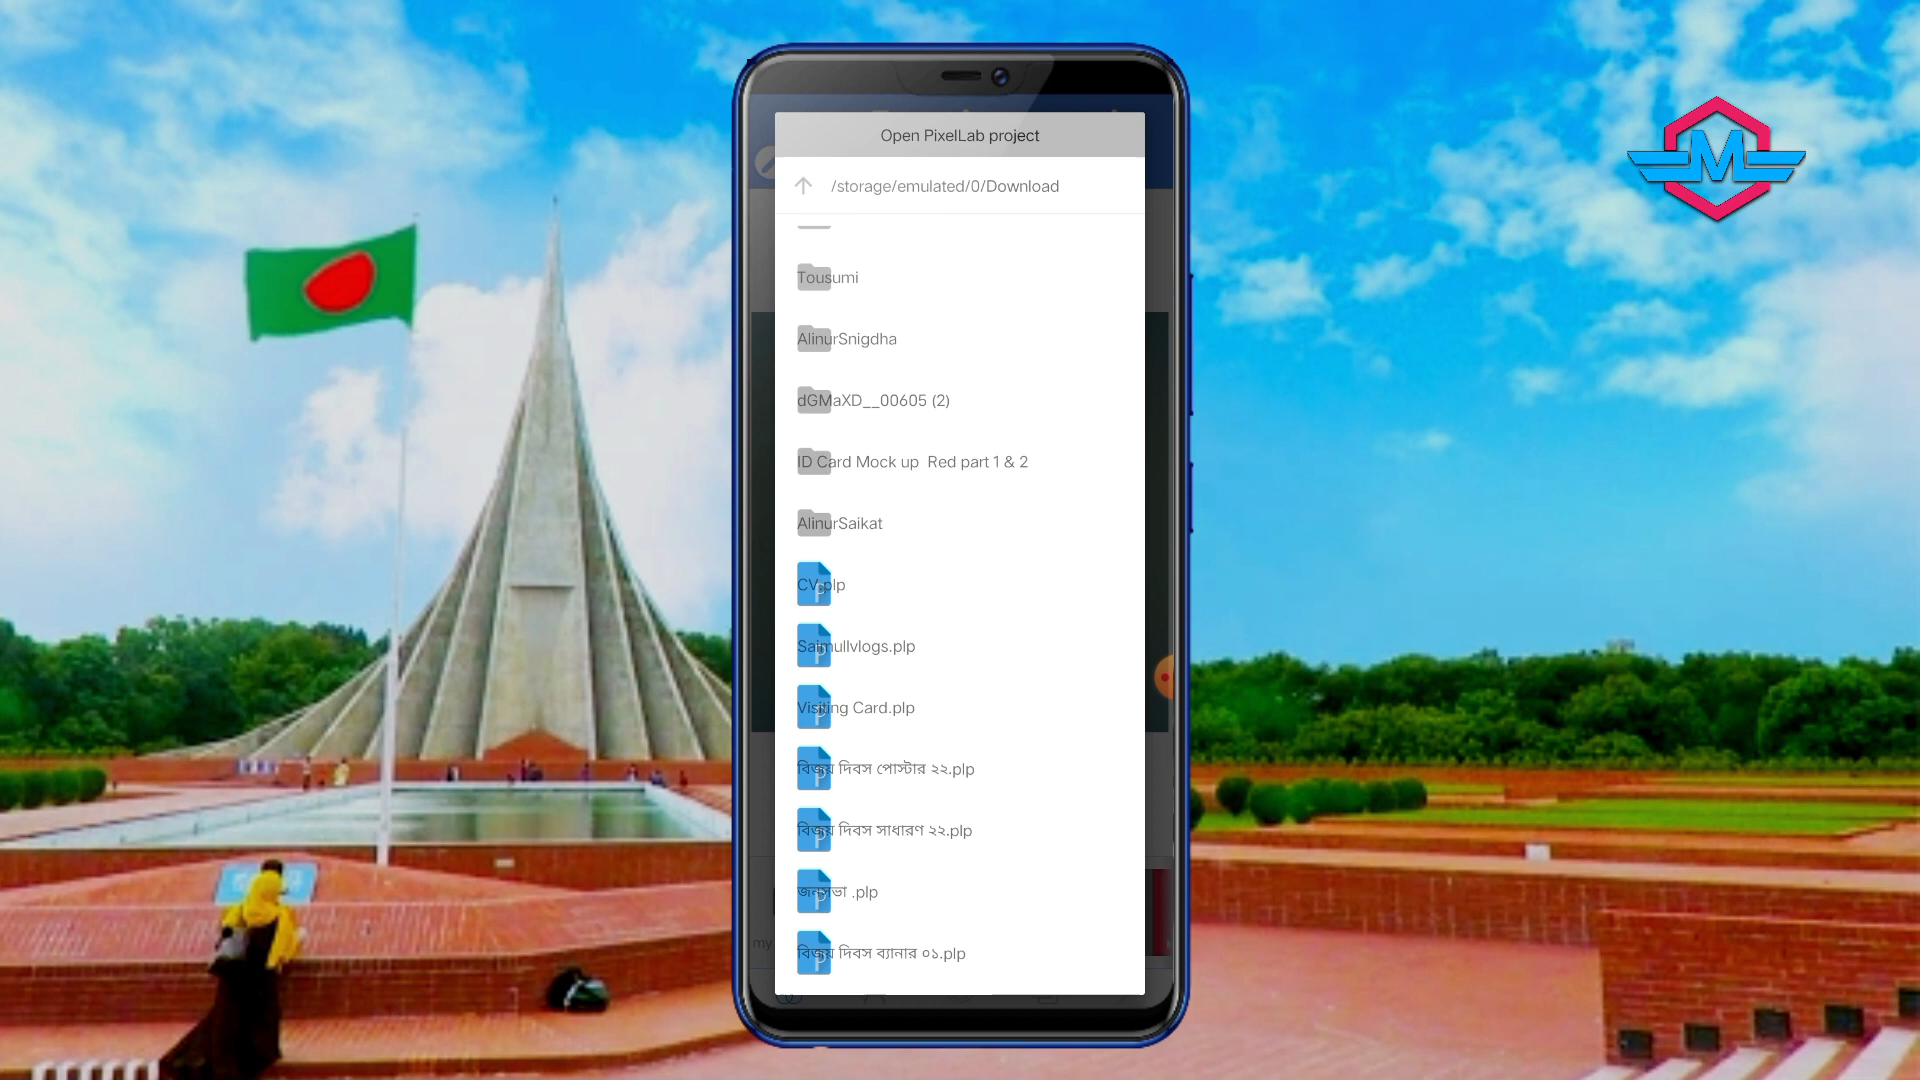 M
Open PixelLab project
/storage/emulated/0/Download
Tousumi
AlinurSnigdha
dGMaXD__00605 (2)
ID Card Mock up  Red part 1 & 2
AlinurSaikat
CV.plp
Saimullvlogs.plp
Visiting Card.plp
বিজয় দিবস পোস্টার ২২.plp
বিজয় দিবস সাধারণ ২২.plp
জনসভা .plp
বিজয় দিবস ব্যানার ০১.plp
my